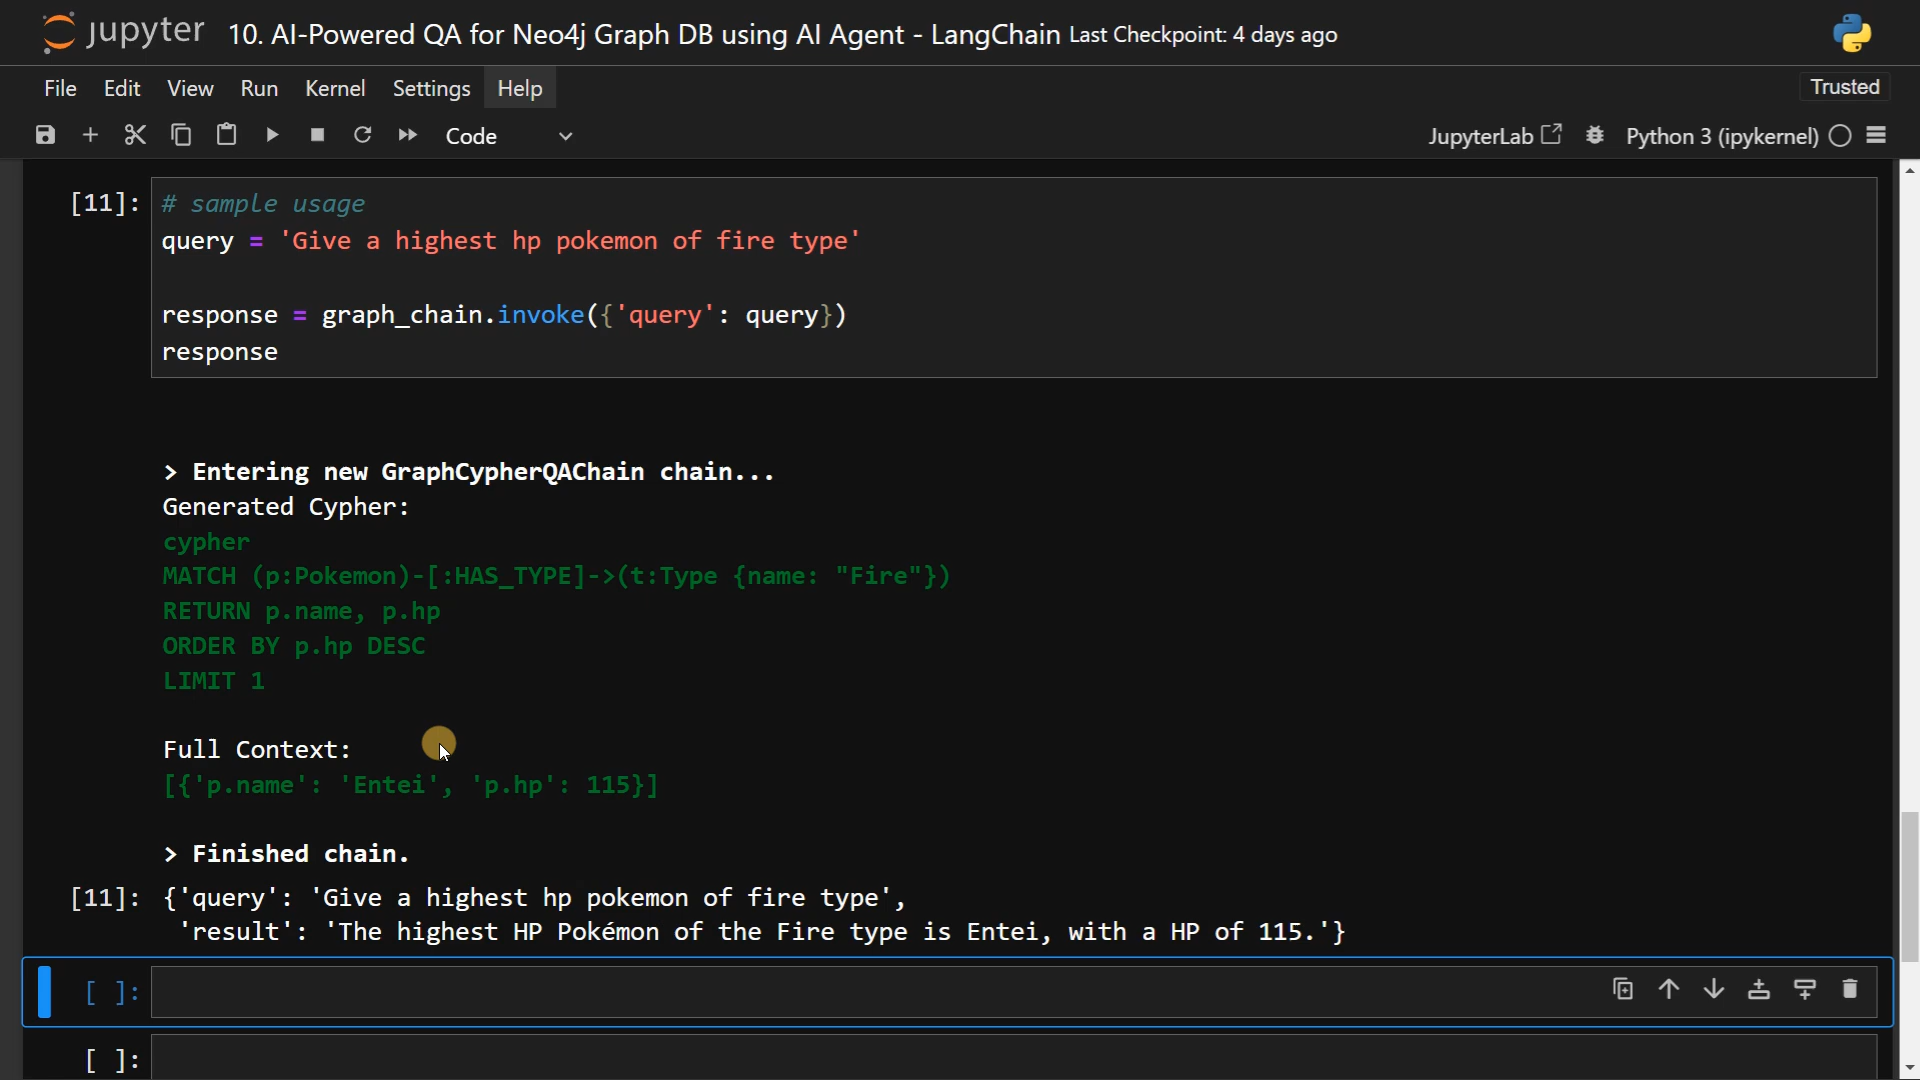 jupyter 10. AI-Powered QA for Neo4j Graph DB using AI Agent - LangChain Last Checkpoint: 4 days ago
File Edit View Run Kernel Settings Help Trusted
Code JupyterLab Python 3 (ipykernel)
[11]: # sample usage
query = 'Give a highest hp pokemon of fire type'
response = graph_chain.invoke({'query': query})
response
> Entering new GraphCypherQAChain chain...
Generated Cypher:
cypher
MATCH (p:Pokemon)-[:HAS_TYPE]->(t:Type {name: "Fire"})
RETURN p.name, p.hp
ORDER BY p.hp DESC
LIMIT 1
Full Context:
[{'p.name': 'Entei', 'p.hp': 115}]
> Finished chain.
[11]: {'query': 'Give a highest hp pokemon of fire type',
'result': 'The highest HP Pokémon of the Fire type is Entei, with a HP of 115.'}
[ ]:
[ ]: